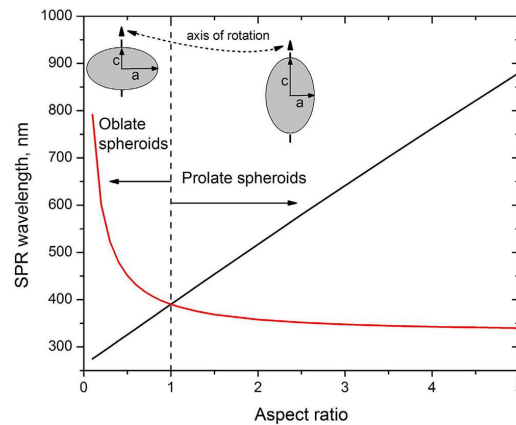 1000
900
800
700
600
500
400
300
SPR wavelength, nm
axis of rotation
c
a
c
a
Oblate
spheroids
Prolate spheroids
0
1
2
3
4
5
Aspect ratio